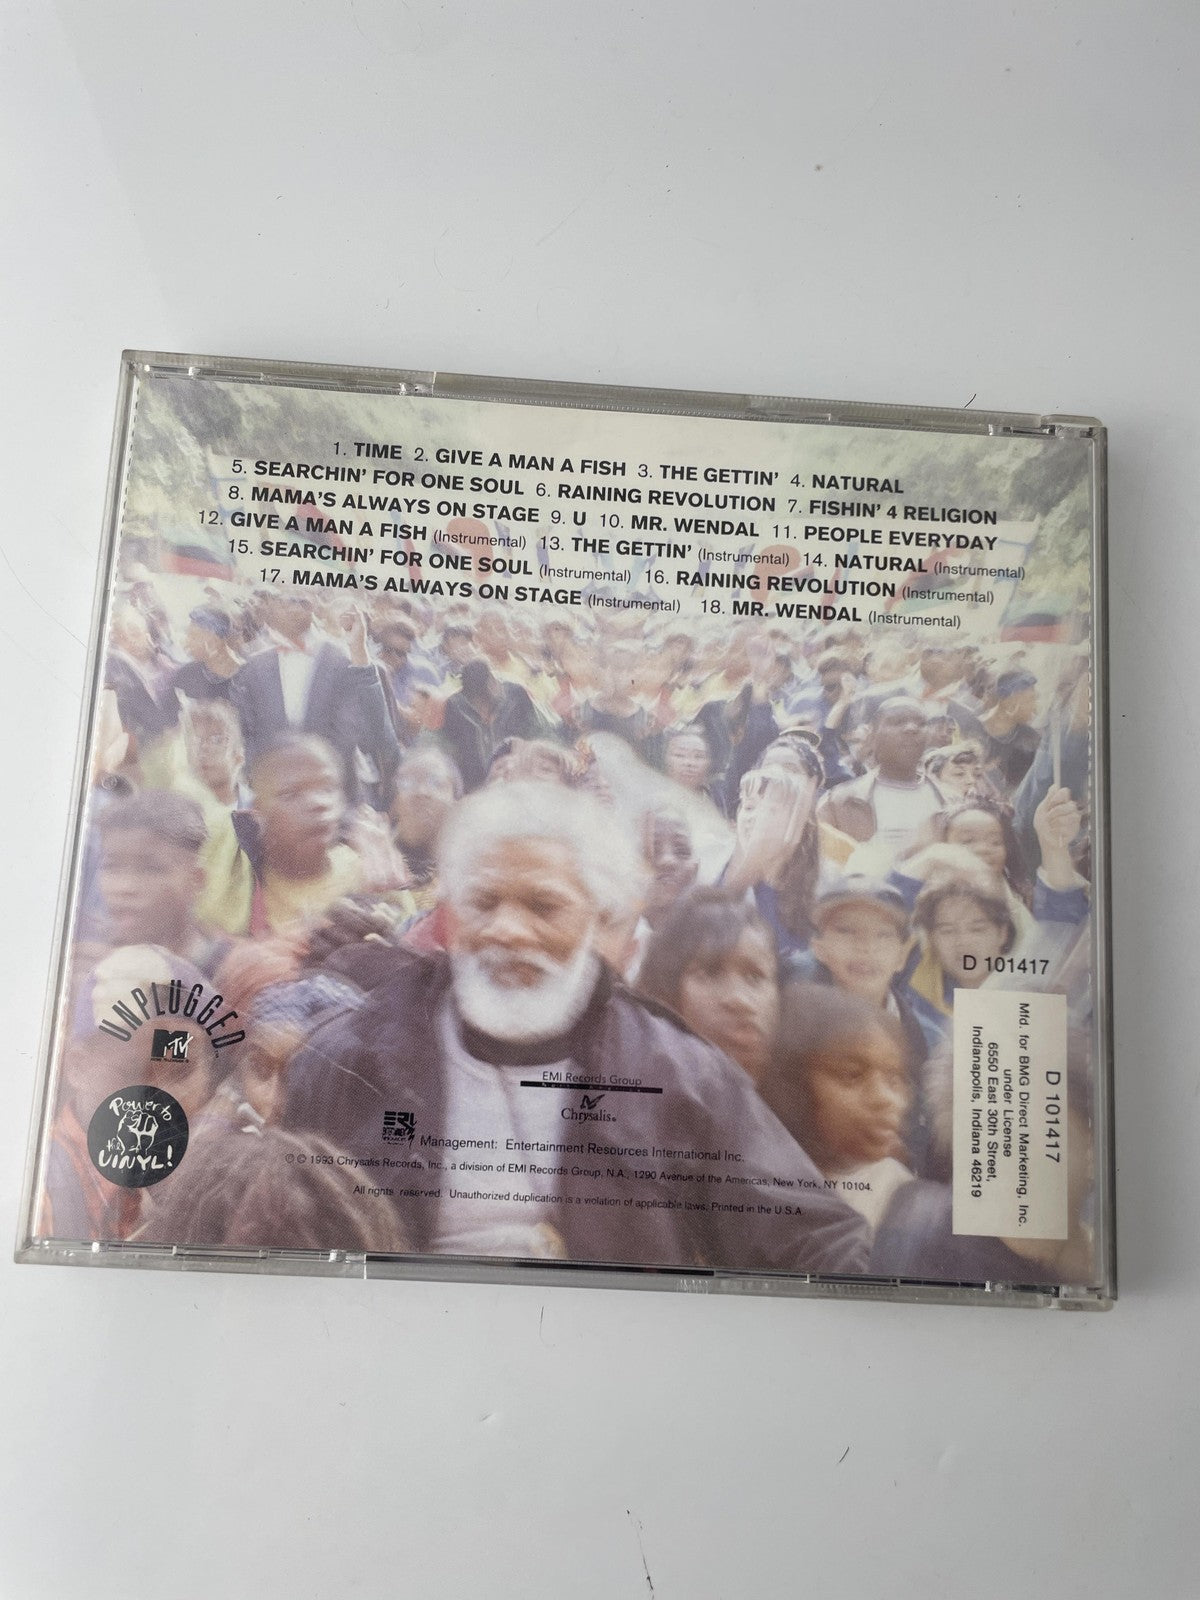 1. TIME 2. GIVE A MAN A FISH 3. THE GETTIN' 4. NATURAL
5. SEARCHIN' FOR ONE SOUL 6. RAINING REVOLUTION 7. FISHIN' 4 RELIGION
8. MAMA'S ALWAYS ON STAGE 9. U 10. MR. WENDAL 11. PEOPLE EVERYDAY
12. GIVE A MAN A FISH (Instrumental) 13. THE GETTIN' (Instrumental) 14. NATURAL (Instrumental)
15. SEARCHIN' FOR ONE SOUL (Instrumental) 16. RAINING REVOLUTION (Instrumental)
17. MAMA'S ALWAYS ON STAGE (Instrumental) 18. MR. WENDAL (Instrumental)
D 101417
D 101417
Mfd. for BMG Direct Marketing, Inc.
under License
6550 East 30th Street,
Indianapolis, Indiana 46219
UNPLÜGGED
MTV
Power to
the
VINYL!
EMI Records Group
Chrysalis®
Management: Entertainment Resources International Inc.
℗ © 1993 Chrysalis Records, Inc., a division of EMI Records Group, N.A., 1290 Avenue of the Americas, New York, NY 10104.
All rights reserved. Unauthorized duplication is a violation of applicable laws. Printed in the U.S.A.